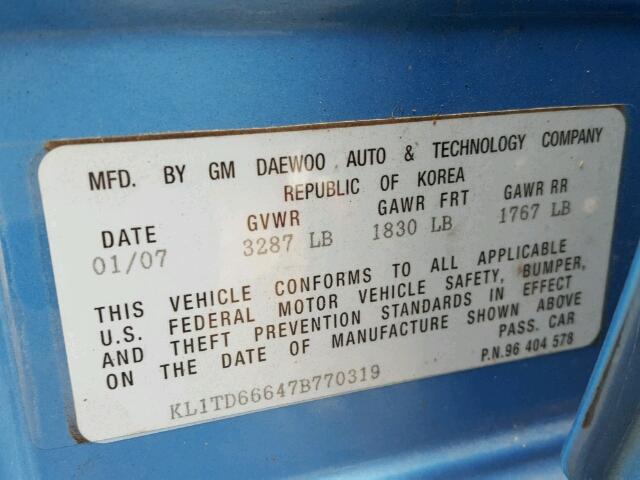 MFD. BY GM DAEWOO AUTO & TECHNOLOGY COMPANY
REPUBLIC OF KOREA
DATE GVWR GAWR FRT GAWR RR
01/07 3287 LB 1830 LB 1767 LB
THIS VEHICLE CONFORMS TO ALL APPLICABLE
U.S. FEDERAL MOTOR VEHICLE SAFETY, BUMPER,
AND THEFT PREVENTION STANDARDS IN EFFECT
ON THE DATE OF MANUFACTURE SHOWN ABOVE
PASS. CAR
KL1TD66647B770319 P.N.96 404 578